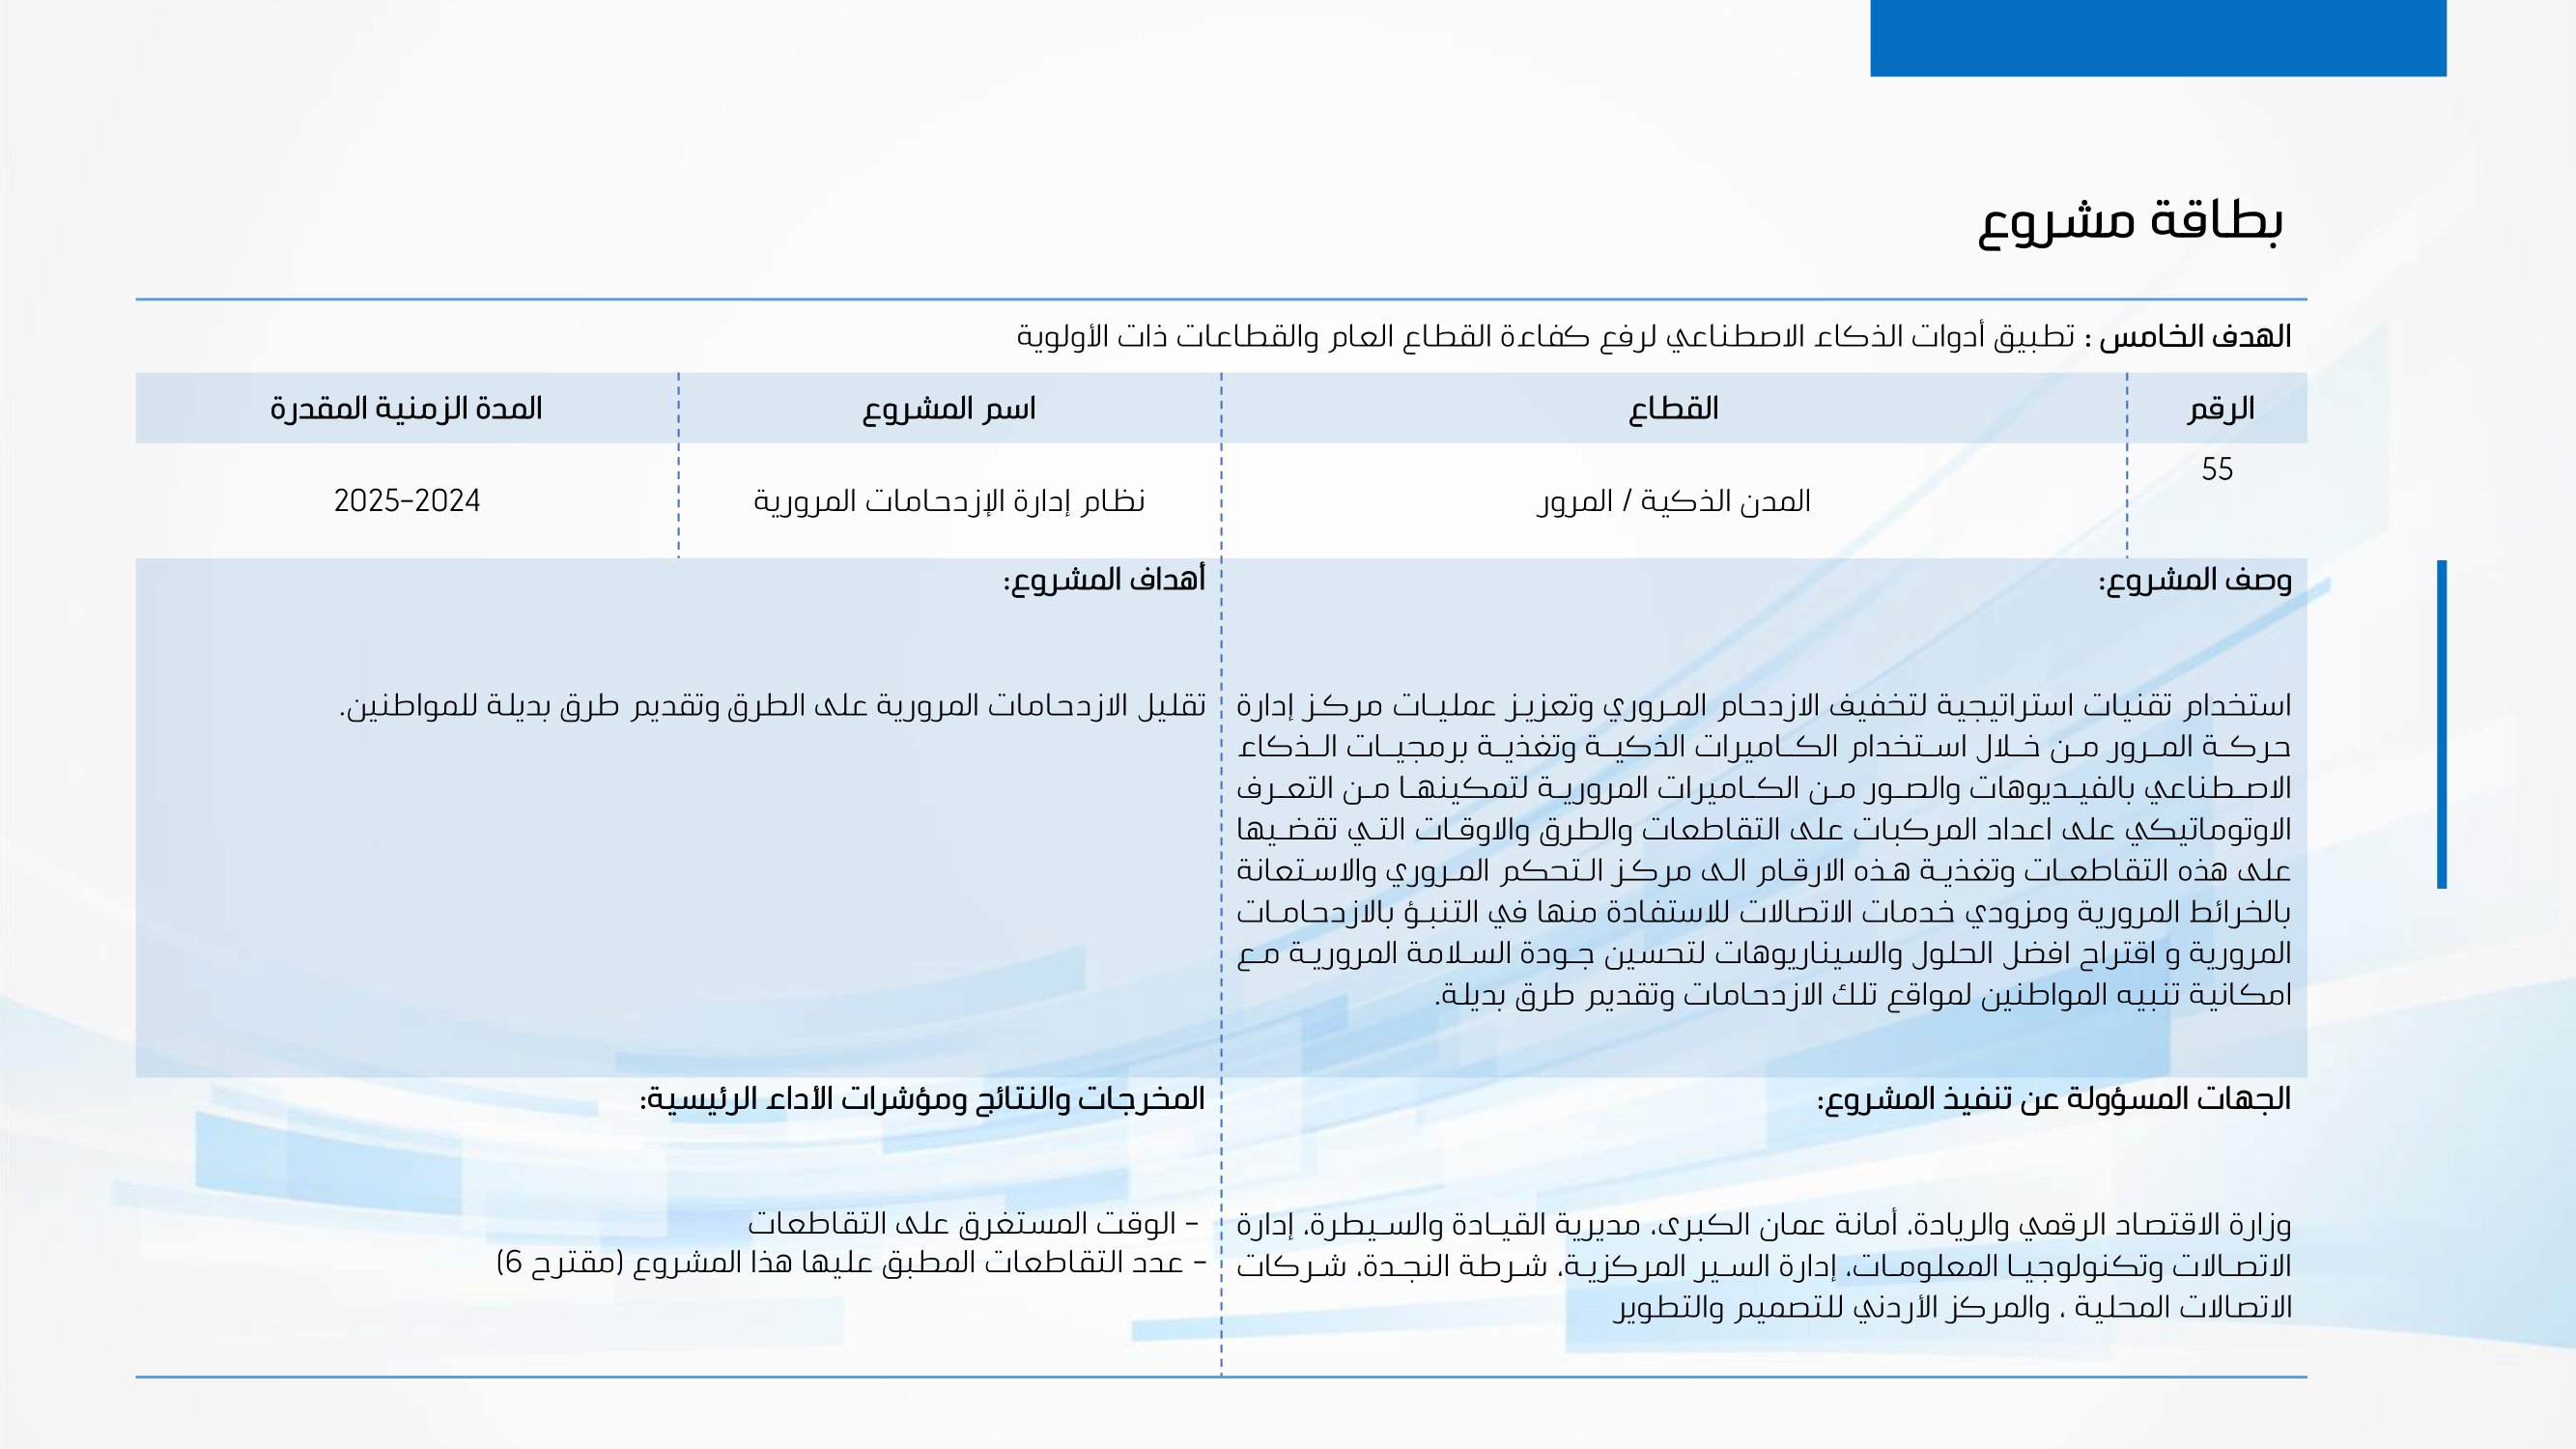 بطاقة مشروع
الهدف الخامس : تطبيق أدوات الذكاء الاصطناعي لرفع كفاءة القطاع العام والقطاعات ذات الأولوية
الرقم
القطاع
اسم المشروع
المدة الزمنية المقدرة
55
المدن الذكية / المرور
نظام إدارة الإزدحامات المرورية
2025-2024
وصف المشروع:
استخدام تقنيات استراتيجية لتخفيف الازدحام المروري وتعزيز عمليات مركز إدارة
حركة المرور من خلال استخدام الكاميرات الذكية وتغذية برمجيات الذكاء
الاصطناعي بالفيديوهات والصور من الكاميرات المرورية لتمكينها من التعرف
الاوتوماتيكي على اعداد المركبات على التقاطعات والطرق والاوقات التي تقضيها
على هذه التقاطعات وتغذية هذه الارقام الى مركز التحكم المروري والاستعانة
بالخرائط المرورية ومزودي خدمات الاتصالات للاستفادة منها في التنبؤ بالازدحامات
المرورية و اقتراح افضل الحلول والسيناريوهات لتحسين جودة السلامة المرورية مع
امكانية تنبيه المواطنين لمواقع تلك الازدحامات وتقديم طرق بديلة.
أهداف المشروع:
تقليل الازدحامات المرورية على الطرق وتقديم طرق بديلة للمواطنين.
الجهات المسؤولة عن تنفيذ المشروع:
وزارة الاقتصاد الرقمي والريادة، أمانة عمان الكبرى، مديرية القيادة والسيطرة، إدارة
الاتصالات وتكنولوجيا المعلومات، إدارة السير المركزية، شرطة النجدة، شركات
الاتصالات المحلية ، والمركز الأردني للتصميم والتطوير
المخرجات والنتائج ومؤشرات الأداء الرئيسية:
- الوقت المستغرق على التقاطعات
- عدد التقاطعات المطبق عليها هذا المشروع (مقترح 6)